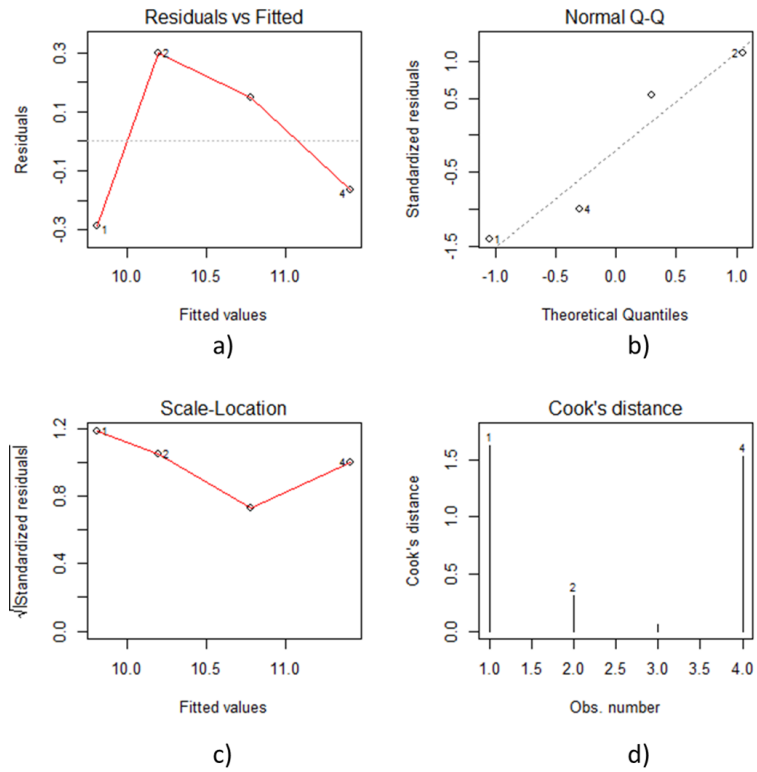 Residuals vs Fitted
Residuals
0.3
0.1
-0.1
-0.3
2
1
4
10.0 10.5 11.0
Fitted values
a)
Normal Q-Q
Standardized residuals
1.0
0.5
-0.5
-1.5
2
4
1
-1.0 -0.5 0.0 0.5 1.0
Theoretical Quantiles
b)
Scale-Location
√|Standardized residuals|
1.2
0.8
0.4
0.0
1
2
4
10.0 10.5 11.0
Fitted values
c)
Cook's distance
Cook's distance
1.5
1.0
0.5
0.0
1
2
4
1.0 1.5 2.0 2.5 3.0 3.5 4.0
Obs. number
d)